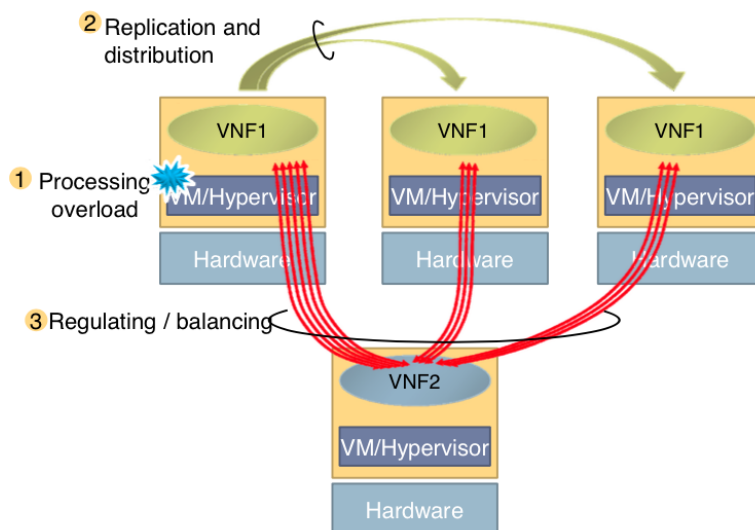 2 Replication and
distribution
VNF1
VNF1
VNF1
1 Processing
overload
VM/Hypervisor
VM/Hypervisor
VM/Hypervisor
Hardware
Hardware
Hardware
3 Regulating / balancing
VNF2
VM/Hypervisor
Hardware